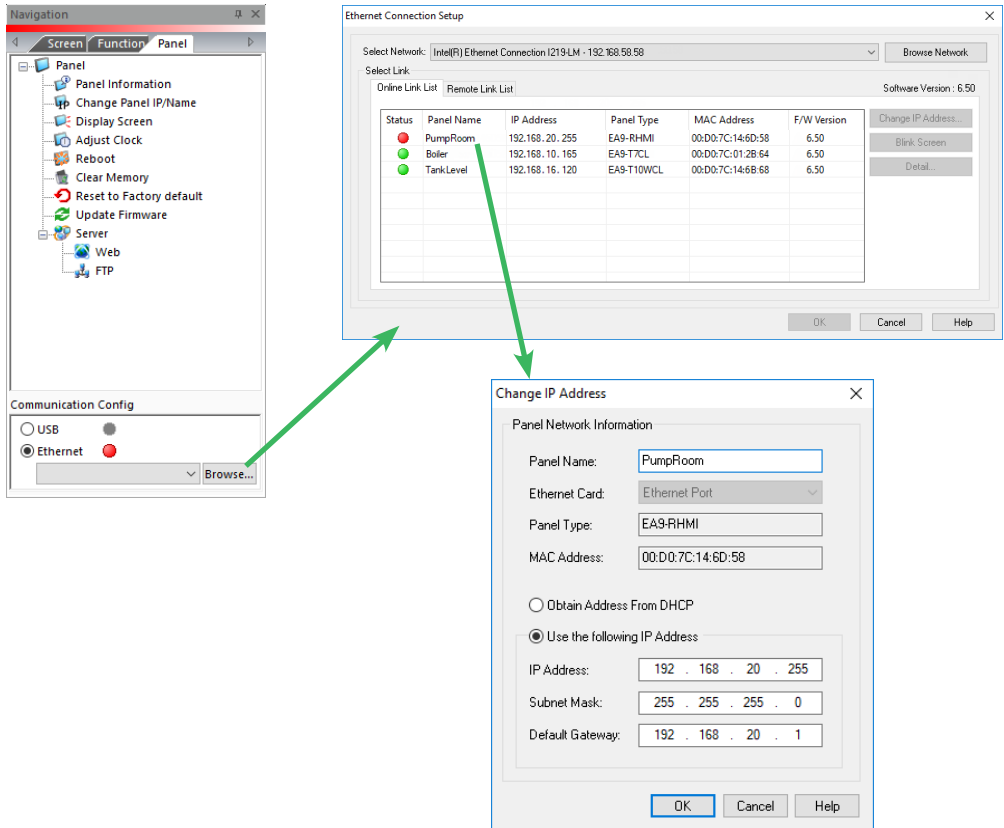 Navigation
Screen Function Panel
Panel
Panel Information
Change Panel IP/Name
Display Screen
Adjust Clock
Reboot
Clear Memory
Reset to Factory default
Update Firmware
Server
Web
FTP
Communication Config
USB
Ethernet
Browse...
Ethernet Connection Setup
Select Network: Intel(R) Ethernet Connection I219-LM - 192.168.58.58 Browse Network
Select Link
Online Link List Remote Link List Software Version : 6.50
Status Panel Name IP Address Panel Type MAC Address F/W Version
PumpRoom 192.168.20.255 EA9-RHMI 00:D0:7C:14:6D:58 6.50
Boiler 192.168.10.165 EA9-T7CL 00:D0:7C:01:2B:64 6.50
TankLevel 192.168.16.120 EA9-T10WCL 00:D0:7C:14:6B:68 6.50
Change IP Address...
Blink Screen
Detail...
OK Cancel Help
Change IP Address
Panel Network Information
Panel Name: PumpRoom
Ethernet Card: Ethernet Port
Panel Type: EA9-RHMI
MAC Address: 00:D0:7C:14:6D:58
Obtain Address From DHCP
Use the following IP Address
IP Address: 192 . 168 . 20 . 255
Subnet Mask: 255 . 255 . 255 . 0
Default Gateway: 192 . 168 . 20 . 1
OK Cancel Help